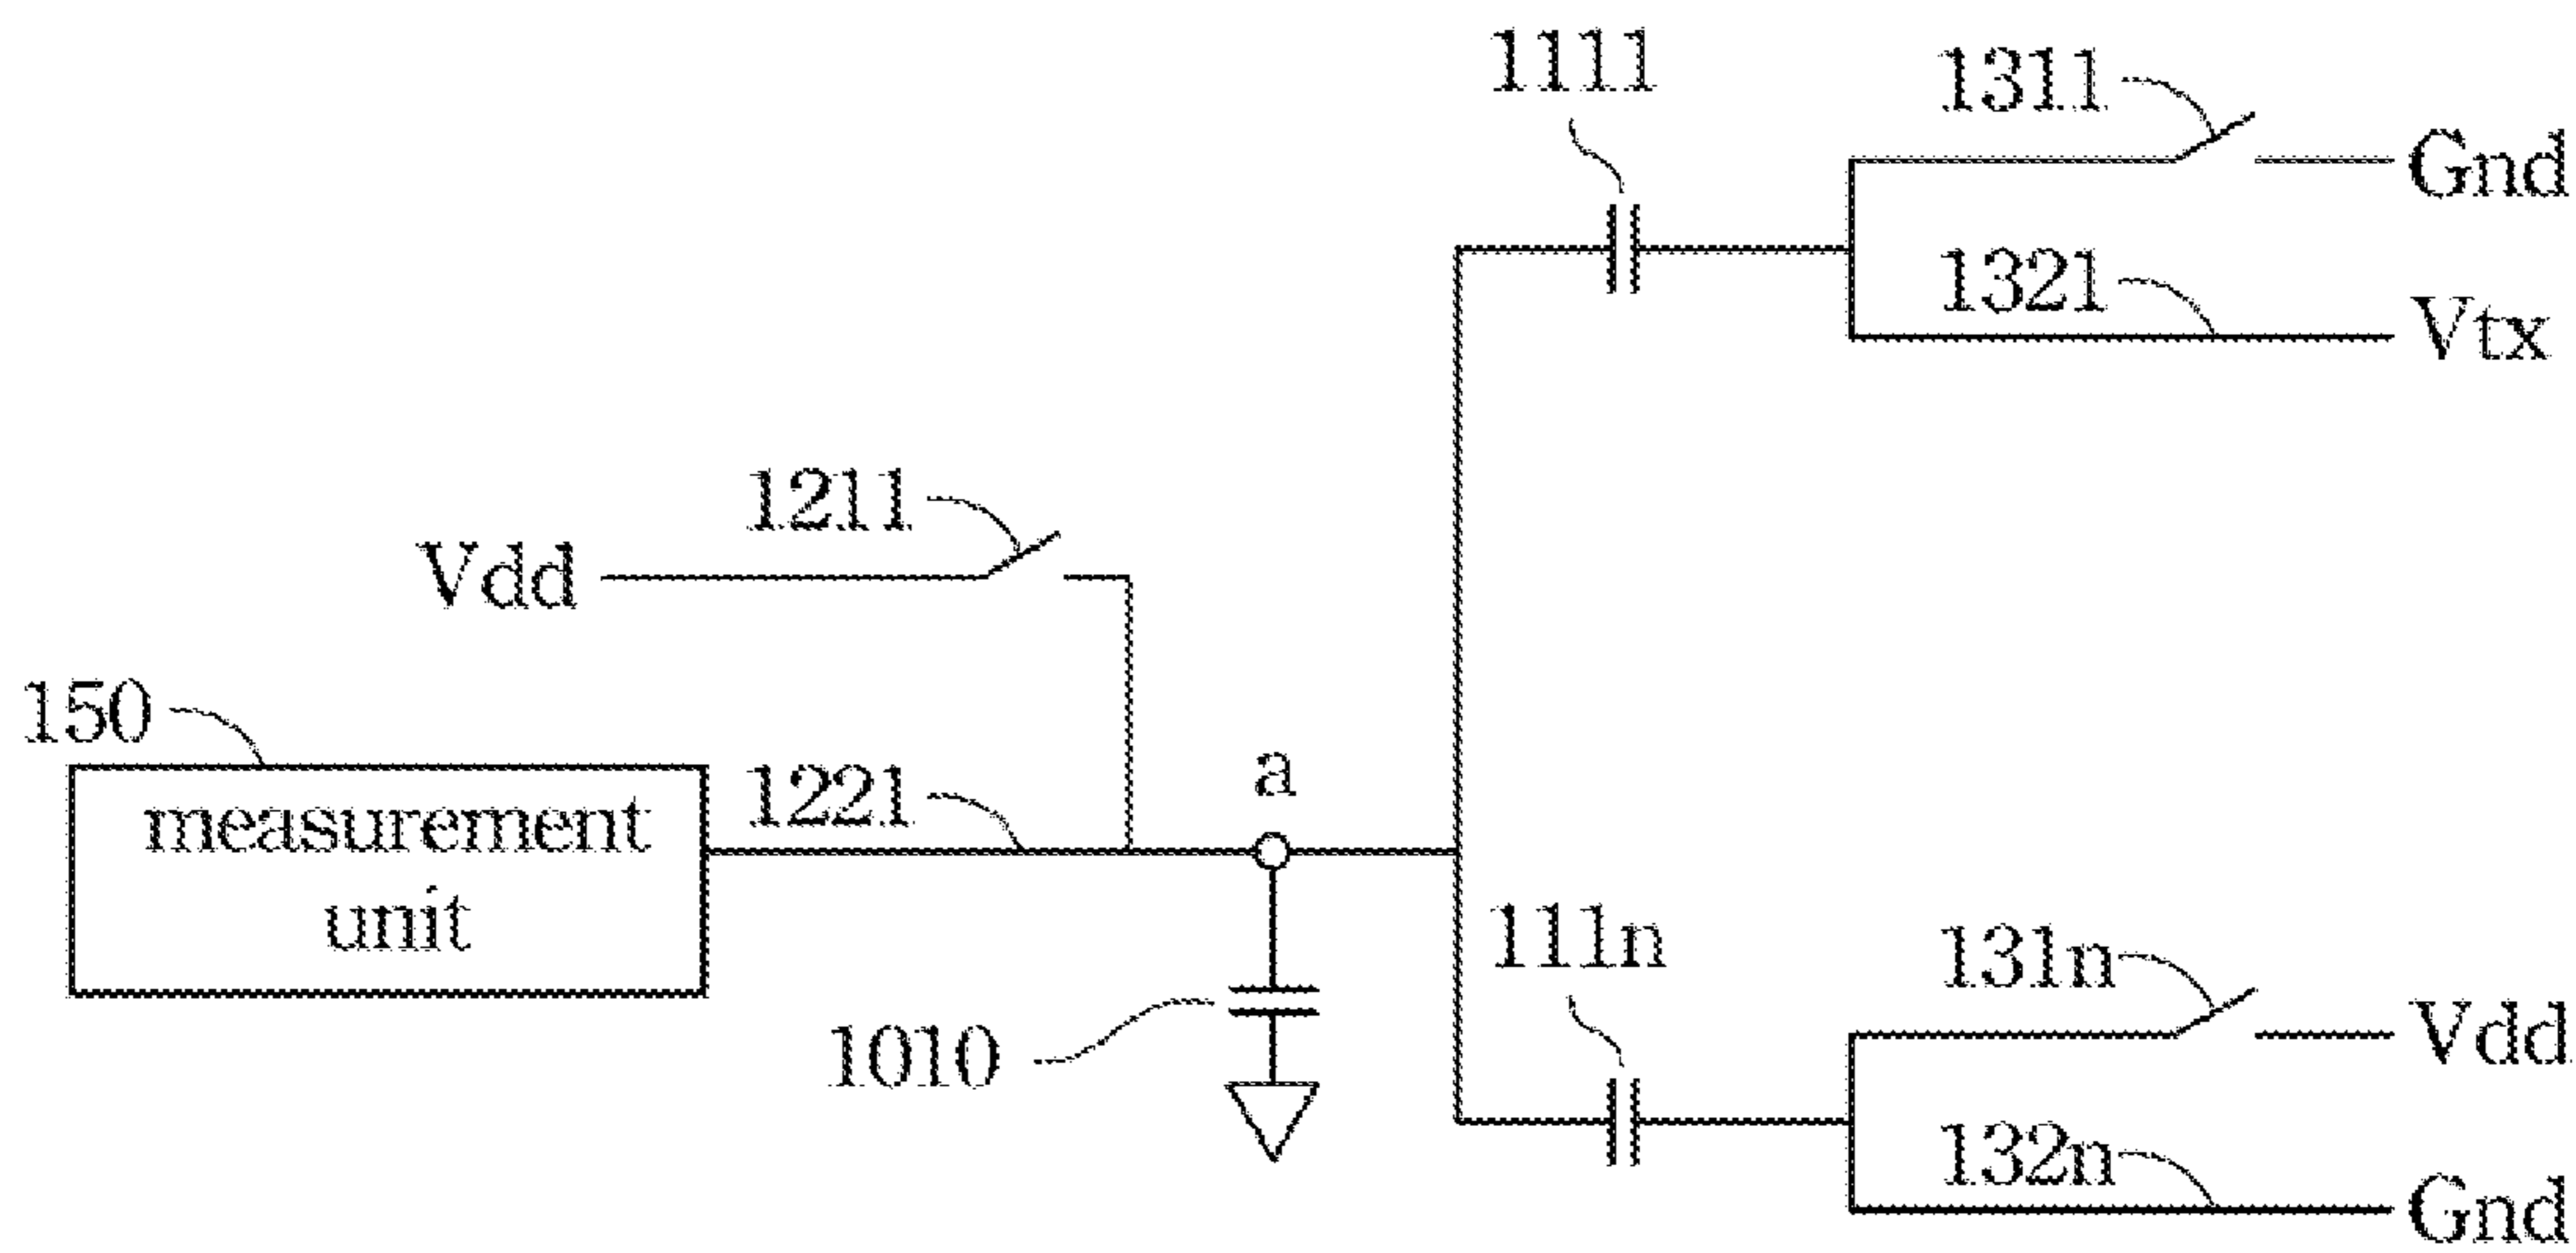 1111
1311
Gnd
1321
Vtx
1211
Vdd
150
measurement
unit
1221
a
1010
111n
131n
Vdd
132n
Gnd